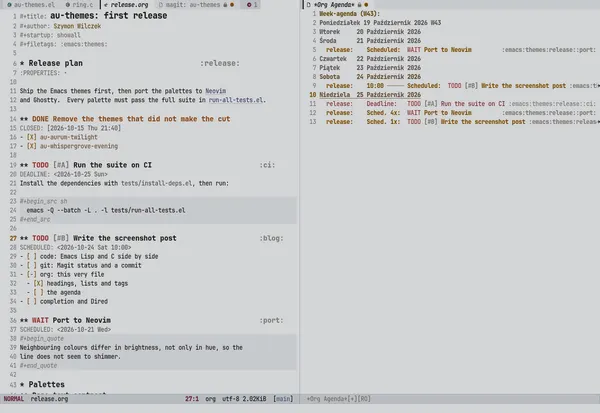 au-themes.el ring.c release.org magit: au-themes 1
1 #+title: au-themes: first release
2 #+author: Szymon Wilczek
3 #+startup: showall
4 #+filetags: :emacs:themes:
5
6 * Release plan :release:
7 :PROPERTIES: -
10
11 Ship the Emacs themes first, then port the palettes to Neovim
12 and Ghostty. Every palette must pass the full suite in run-all-tests.el.
13
14 ** DONE Remove the themes that did not make the cut
15 CLOSED: [2026-10-15 Thu 21:40]
16 - [X] au-aurum-twilight
17 - [X] au-whispergrove-evening
18
19 ** TODO [#A] Run the suite on CI :ci:
20 DEADLINE: <2026-10-25 Sun>
21 Install the dependencies with tests/install-deps.el, then run:
22
23 #+begin_src sh
24 emacs -Q --batch -L . -l tests/run-all-tests.el
25 #+end_src
26
27 ** TODO [#B] Write the screenshot post :blog:
28 SCHEDULED: <2026-10-24 Sat 10:00>
29 - [ ] code: Emacs Lisp and C side by side
30 - [ ] git: Magit status and a commit
31 - [-] org: this very file
32 - [X] headings, lists and tags
33 - [ ] the agenda
34 - [ ] completion and Dired
35
36 ** WAIT Port to Neovim :port:
37 SCHEDULED: <2026-10-21 Wed>
38 #+begin_quote
39 Neighbouring colours differ in brightness, not only in hue, so the
40 line does not seem to shimmer.
41 #+end_quote
42
43 * Palettes
NORMAL release.org 27:1 org utf-8 2.02KiB [main]
*Org Agenda*
1 Week-agenda (W43):
2 Poniedziałek 19 Październik 2026 W43
3 Wtorek 20 Październik 2026
4 Środa 21 Październik 2026
5 release: Scheduled: WAIT Port to Neovim :emacs:themes:release::port:
6 Czwartek 22 Październik 2026
7 Piątek 23 Październik 2026
8 Sobota 24 Październik 2026
9 release: 10:00 Scheduled: TODO [#B] Write the screenshot post :emacs:th
10 Niedziela 25 Październik 2026
11 release: Deadline: TODO [#A] Run the suite on CI :emacs:themes:release::ci:
12 release: Sched. 4x: WAIT Port to Neovim :emacs:themes:release::port:
13 release: Sched. 1x: TODO [#B] Write the screenshot post :emacs:themes:release
*Org Agenda*[+][RO]